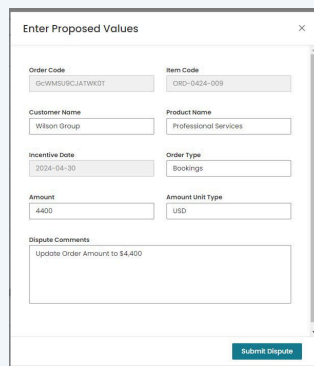 Enter Proposed Values
Order Code Item Code
GcWMSU9CJATWK0T ORD-0424-009
Customer Name Product Name
Wilson Group Professional Services
Incentive Date Order Type
2024-04-30 Bookings
Amount Amount Unit Type
4400 USD
Dispute Comments
Update Order Amount to $4,400
Submit Dispute